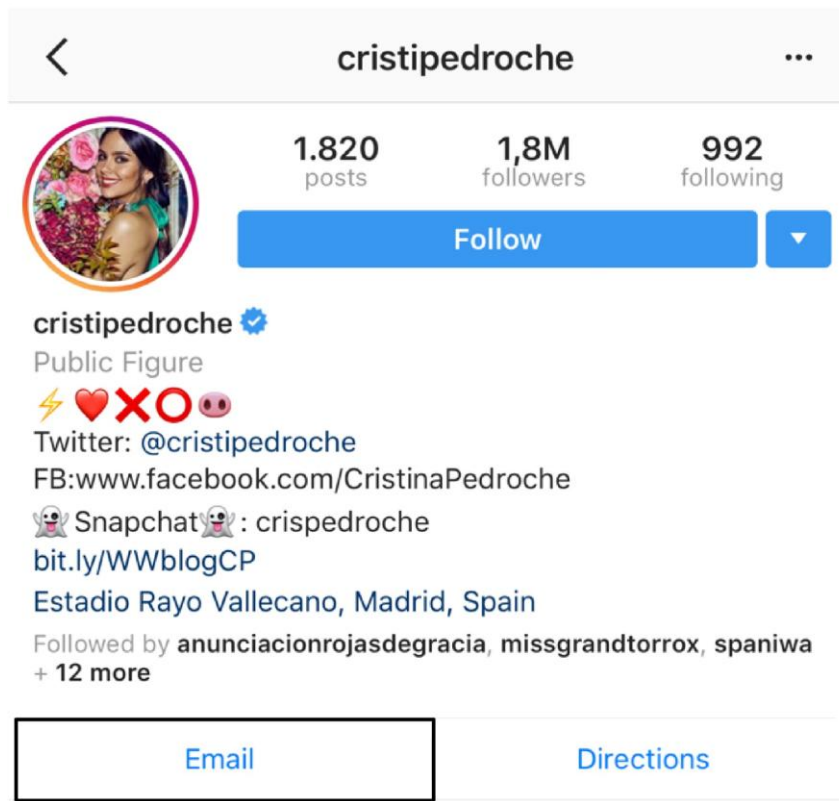 cristipedroche
1.820 1,8M 992
posts followers following
Follow
cristipedroche
Public Figure
⚡❤️❌⭕🐽
Twitter: @cristipedroche
FB:www.facebook.com/CristinaPedroche
👻Snapchat👻: crispedroche
bit.ly/WWblogCP
Estadio Rayo Vallecano, Madrid, Spain
Followed by anunciacionrojasdegracia, missgrandtorrox, spaniwa
+ 12 more
Email Directions